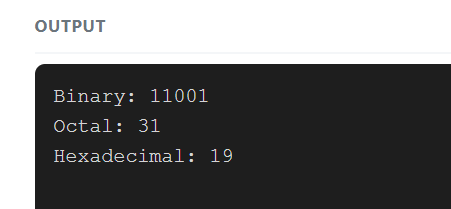 OUTPUT
Binary: 11001
Octal: 31
Hexadecimal: 19